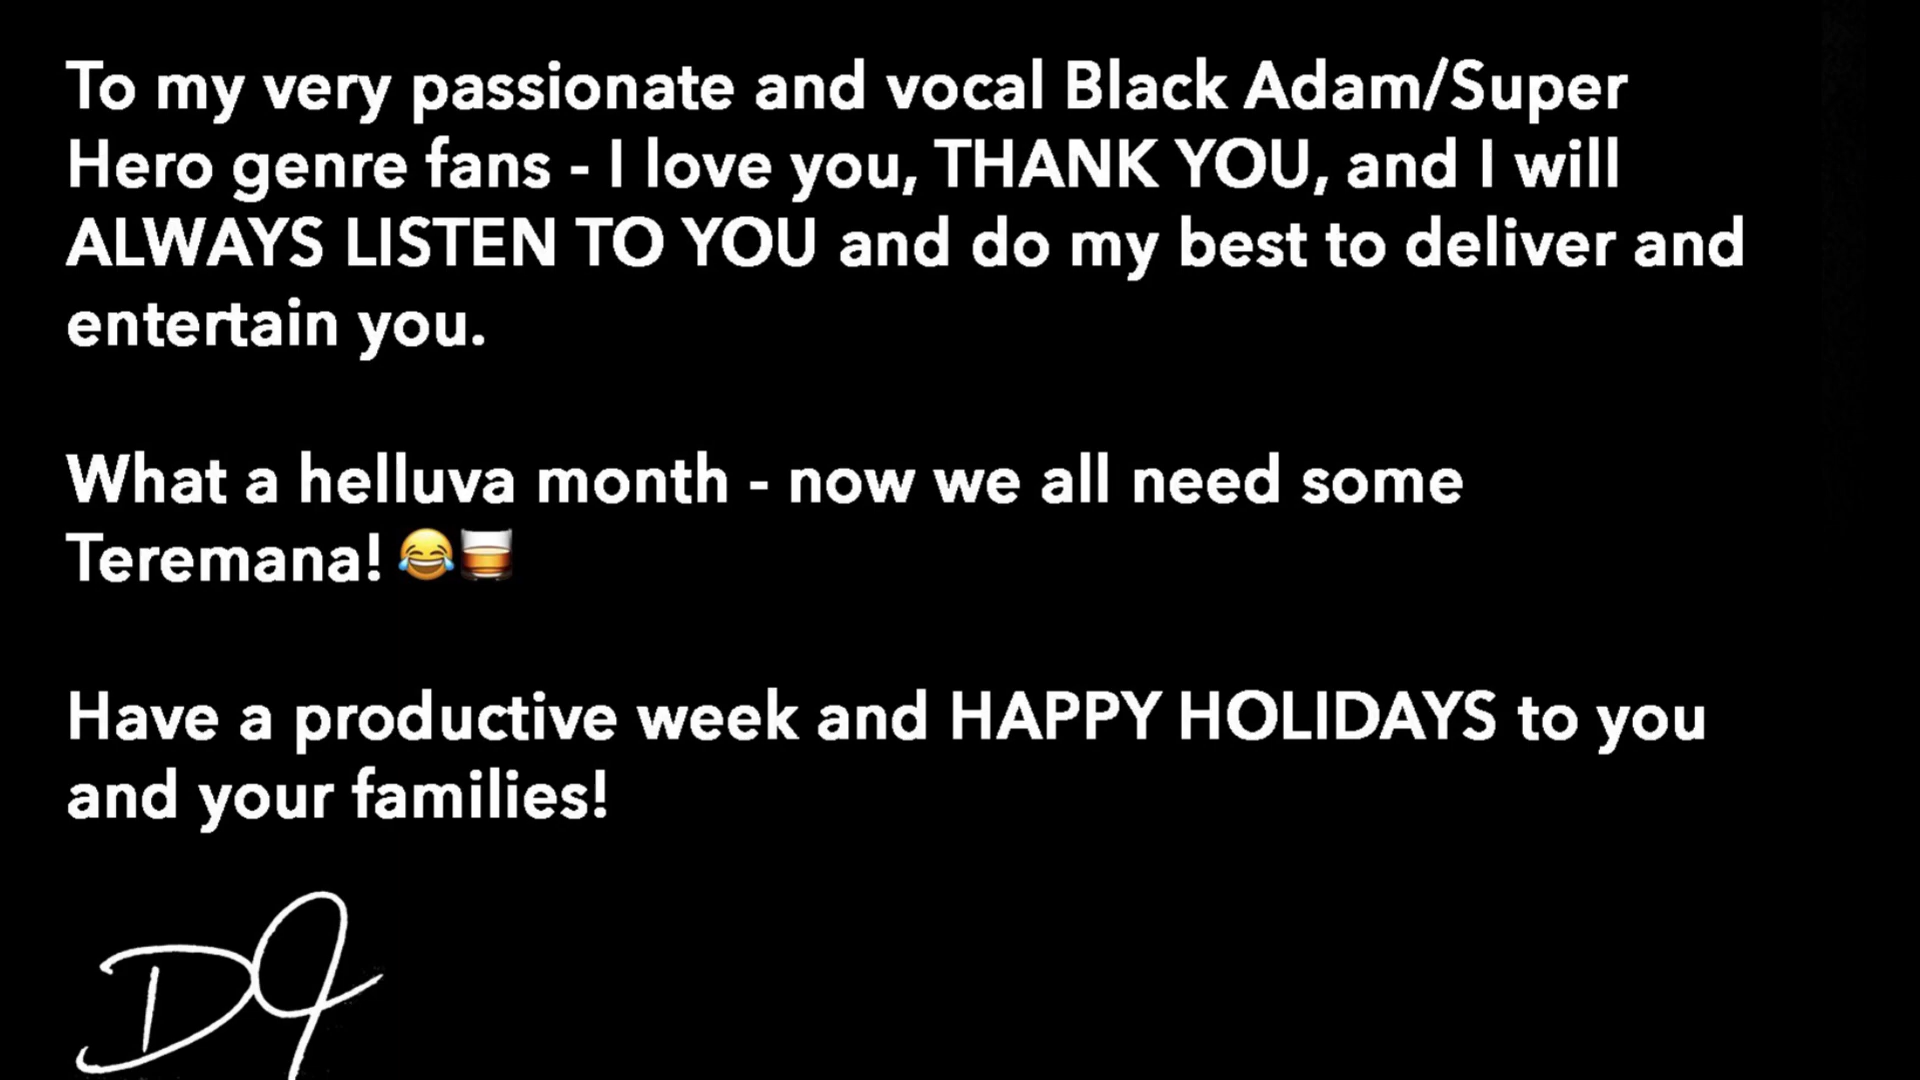 To my very passionate and vocal Black Adam/Super
Hero genre fans - I love you, THANK YOU, and I will
ALWAYS LISTEN TO YOU and do my best to deliver and
entertain you.
What a helluva month - now we all need some
Teremana! 😂🥃
Have a productive week and HAPPY HOLIDAYS to you
and your families!
DJ